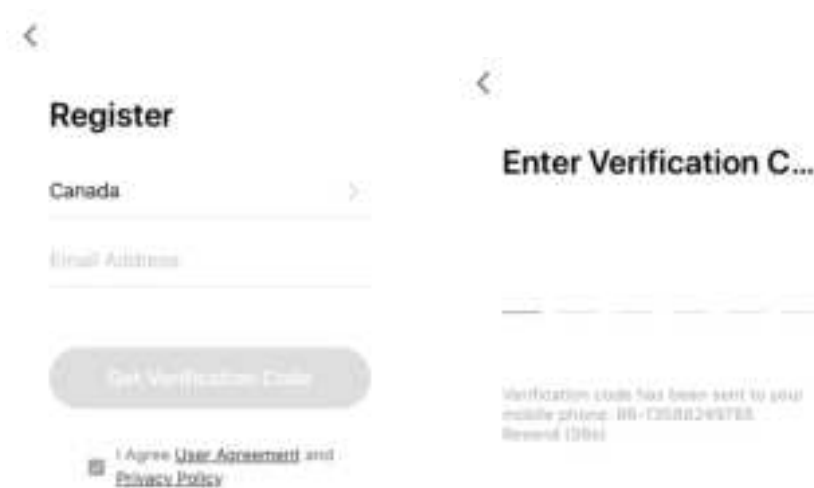 Register
Canada
Email Address
Get Verification Code
I Agree User Agreement and
Privacy Policy
Enter Verification C...
Verification code has been sent to your
mobile phone:
Resend